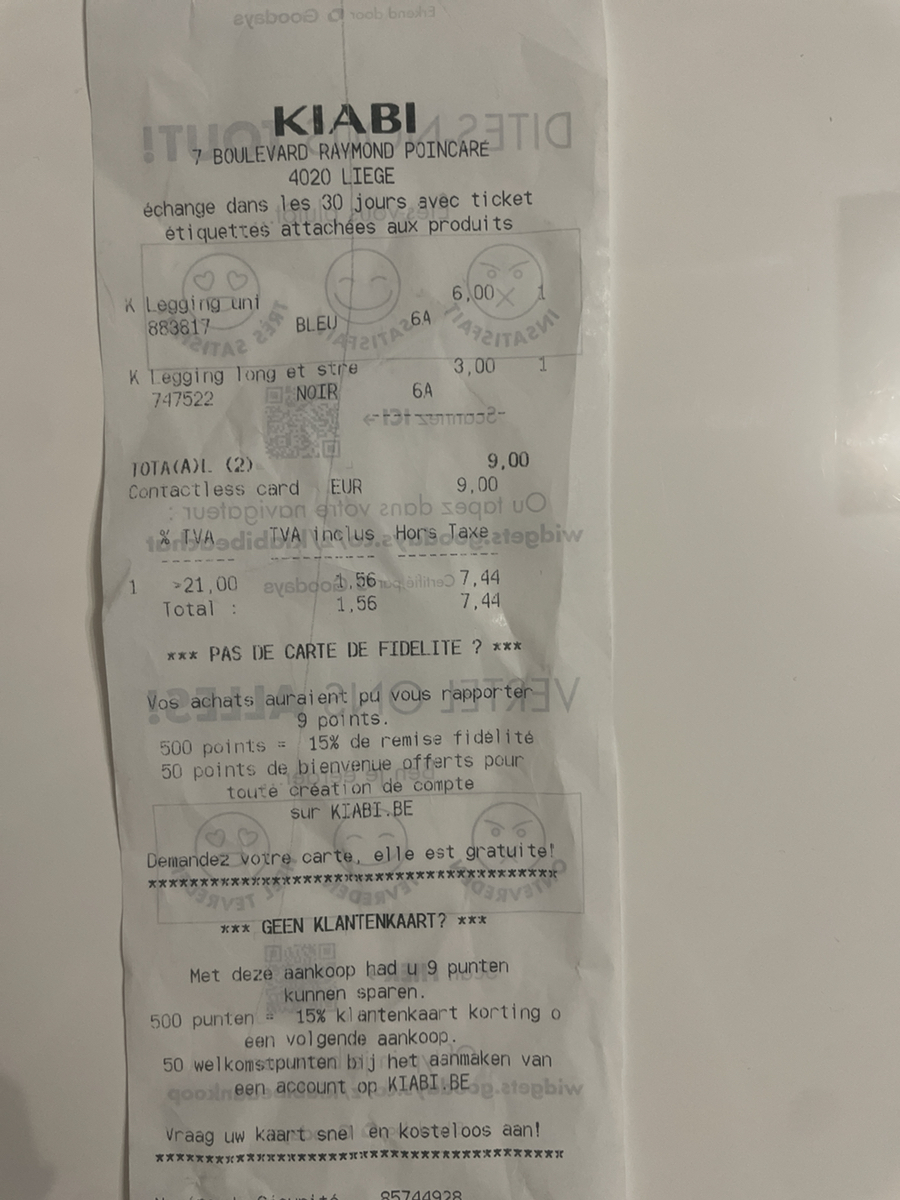 KIABI
7 BOULEVARD RAYMOND POINCARÉ
4020 LIEGE
échange dans les 30 jours avec ticket
étiquettes attachées aux produits
K Legging uni 6,00 1
883817 BLEU 6A
K Legging long et stre 3,00 1
747522 NOIR 6A
TOTA(A)L (2) 9,00
Contactless card EUR 9,00
% TVA TVA inclus Hors Taxe
------- ---------- ----------
1 >21,00 1,56 7,44
Total : 1,56 7,44
*** PAS DE CARTE DE FIDELITE ? ***
Vos achats auraient pu vous rapporter
9 points.
500 points = 15% de remise fidélité
50 points de bienvenue offerts pour
toute création de compte
sur KIABI.BE
Demandez votre carte, elle est gratuite!
****************************************
*** GEEN KLANTENKAART? ***
Met deze aankoop had u 9 punten
kunnen sparen.
500 punten = 15% klantenkaart korting o
een volgende aankoop.
50 welkomstpunten bij het aanmaken van
een account op KIABI.BE
Vraag uw kaart snel en kosteloos aan!
****************************************
85744928